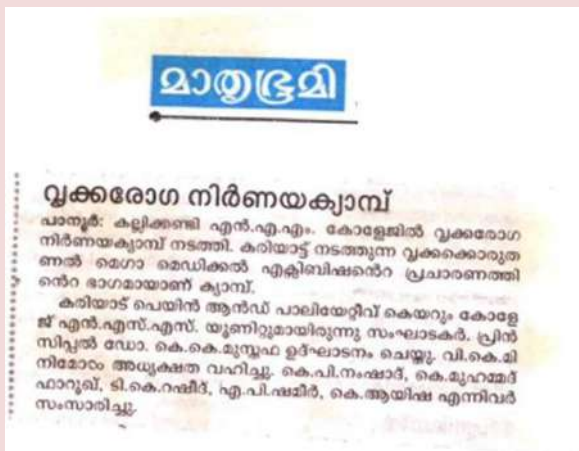 മാതൃഭൂമി
വൃക്കരോഗ നിർണയക്യാമ്പ്
പാനൂർ: കല്ലിക്കണ്ടി എൻ.എ.എം. കോളേജിൽ വൃക്കരോഗ
നിർണയക്യാമ്പ് നടത്തി. കരിയാട്ട് നടത്തുന്ന വൃക്കക്കൊരുത
ണൽ മെഗാ മെഡിക്കൽ എക്സിബിഷന്റെ പ്രചാരണത്തി
ന്റെ ഭാഗമായാണ് ക്യാമ്പ്.
കരിയാട് പെയിൻ ആൻഡ് പാലിയേറ്റീവ് കെയറും കോളേ
ജ് എൻ.എസ്.എസ്. യൂണിറ്റുമായിരുന്നു സംഘാടകർ. പ്രിൻ
സിപ്പൽ ഡോ. കെ.കെ.മുസ്തഫ ഉദ്ഘാടനം ചെയ്തു. വി.കെ.മി
നിമോൾ അധ്യക്ഷത വഹിച്ചു. കെ.പി.നംഷാദ്, കെ.മുഹമ്മദ്
ഫാറൂഖ്, ടി.കെ.റഷീദ്, എ.പി.ഷമീർ, കെ.ആയിഷ എന്നിവർ
സംസാരിച്ചു.